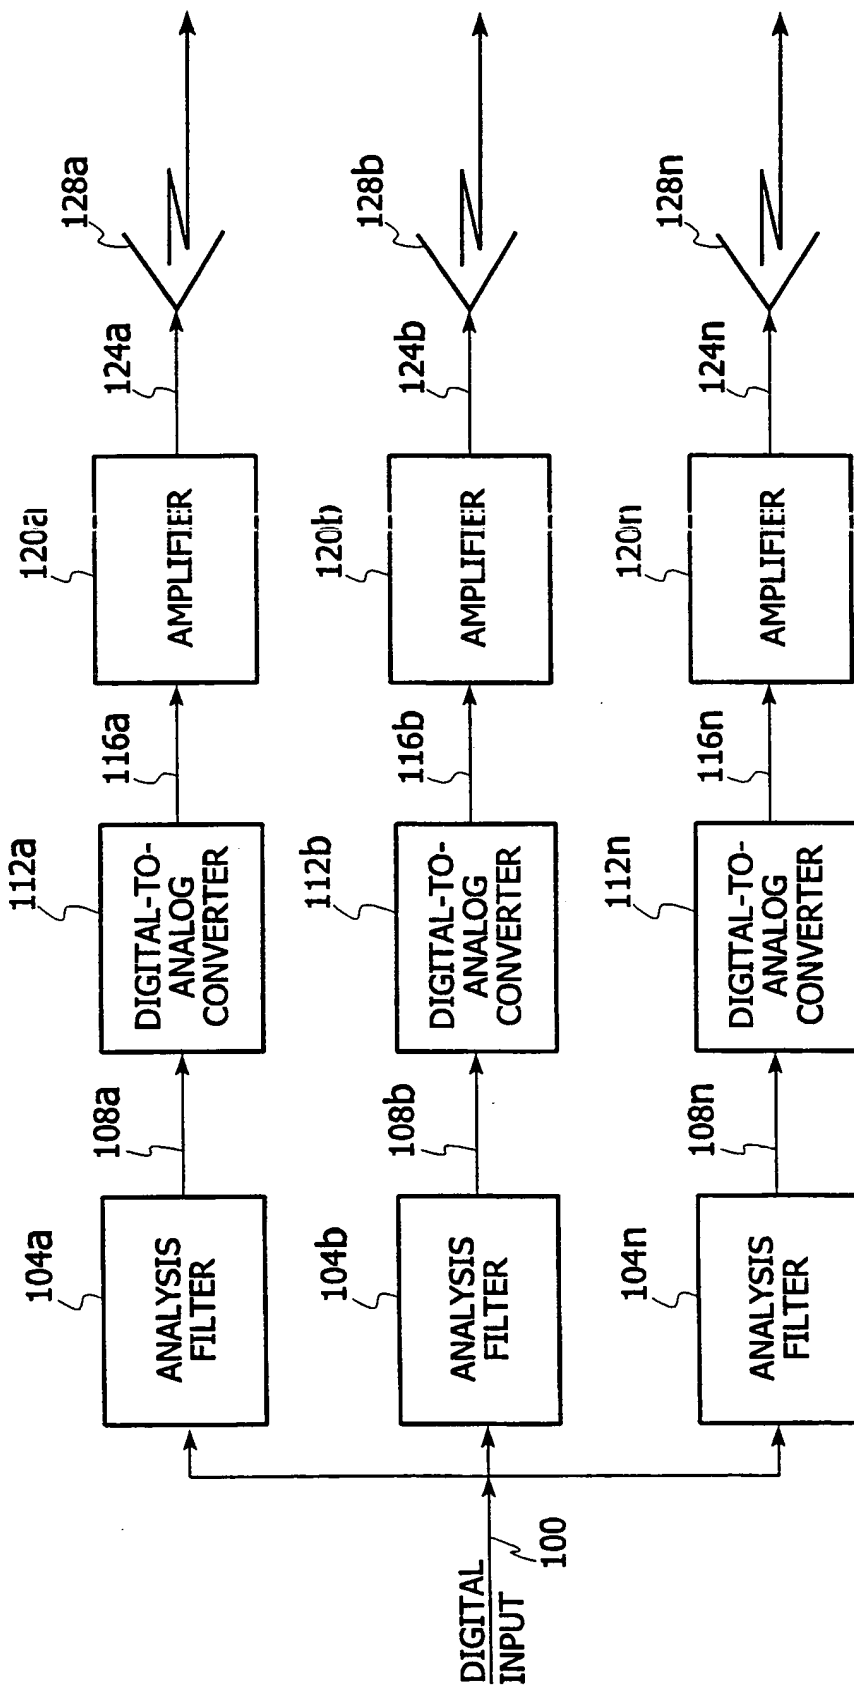 DIGITAL
INPUT
100
104a
ANALYSIS
FILTER
108a
112a
DIGITAL-TO-
ANALOG
CONVERTER
116a
120a
AMPLIFIER
124a
128a
104b
ANALYSIS
FILTER
108b
112b
DIGITAL-TO-
ANALOG
CONVERTER
116b
120b
AMPLIFIER
124b
128b
104n
ANALYSIS
FILTER
108n
112n
DIGITAL-TO-
ANALOG
CONVERTER
116n
120n
AMPLIFIER
124n
128n